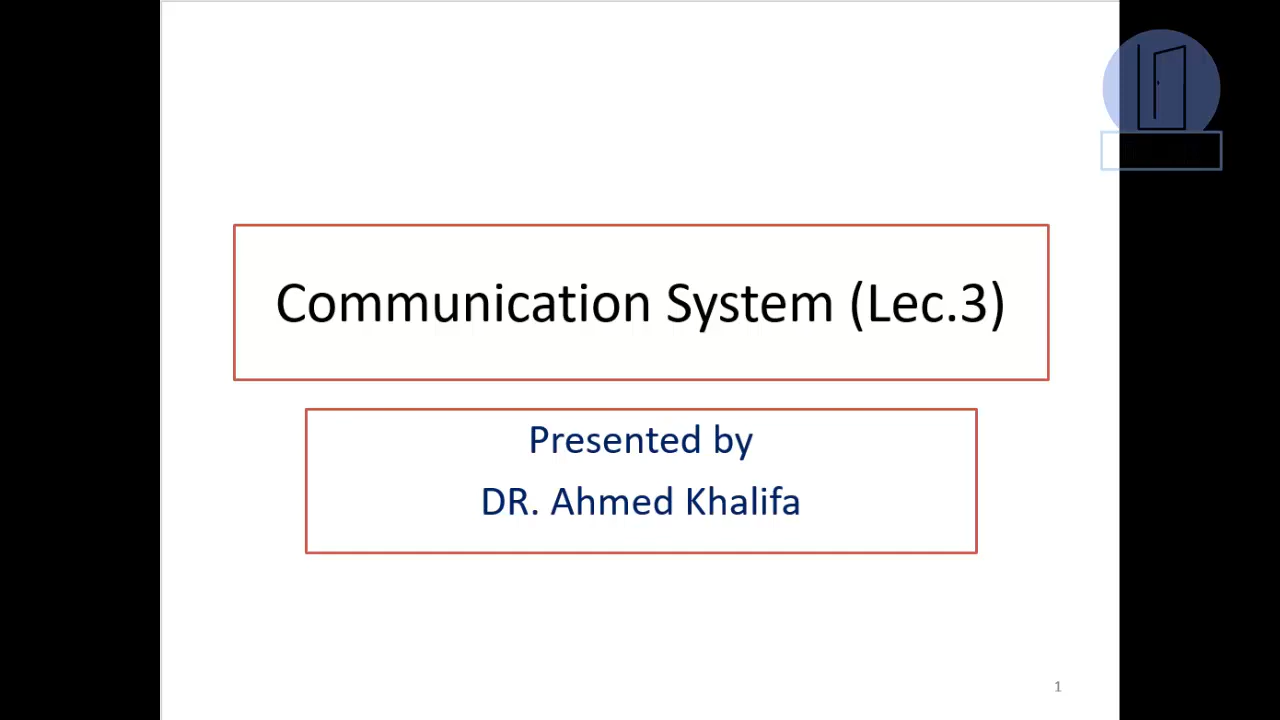 Communication System (Lec.3)
Presented by
DR. Ahmed Khalifa
1